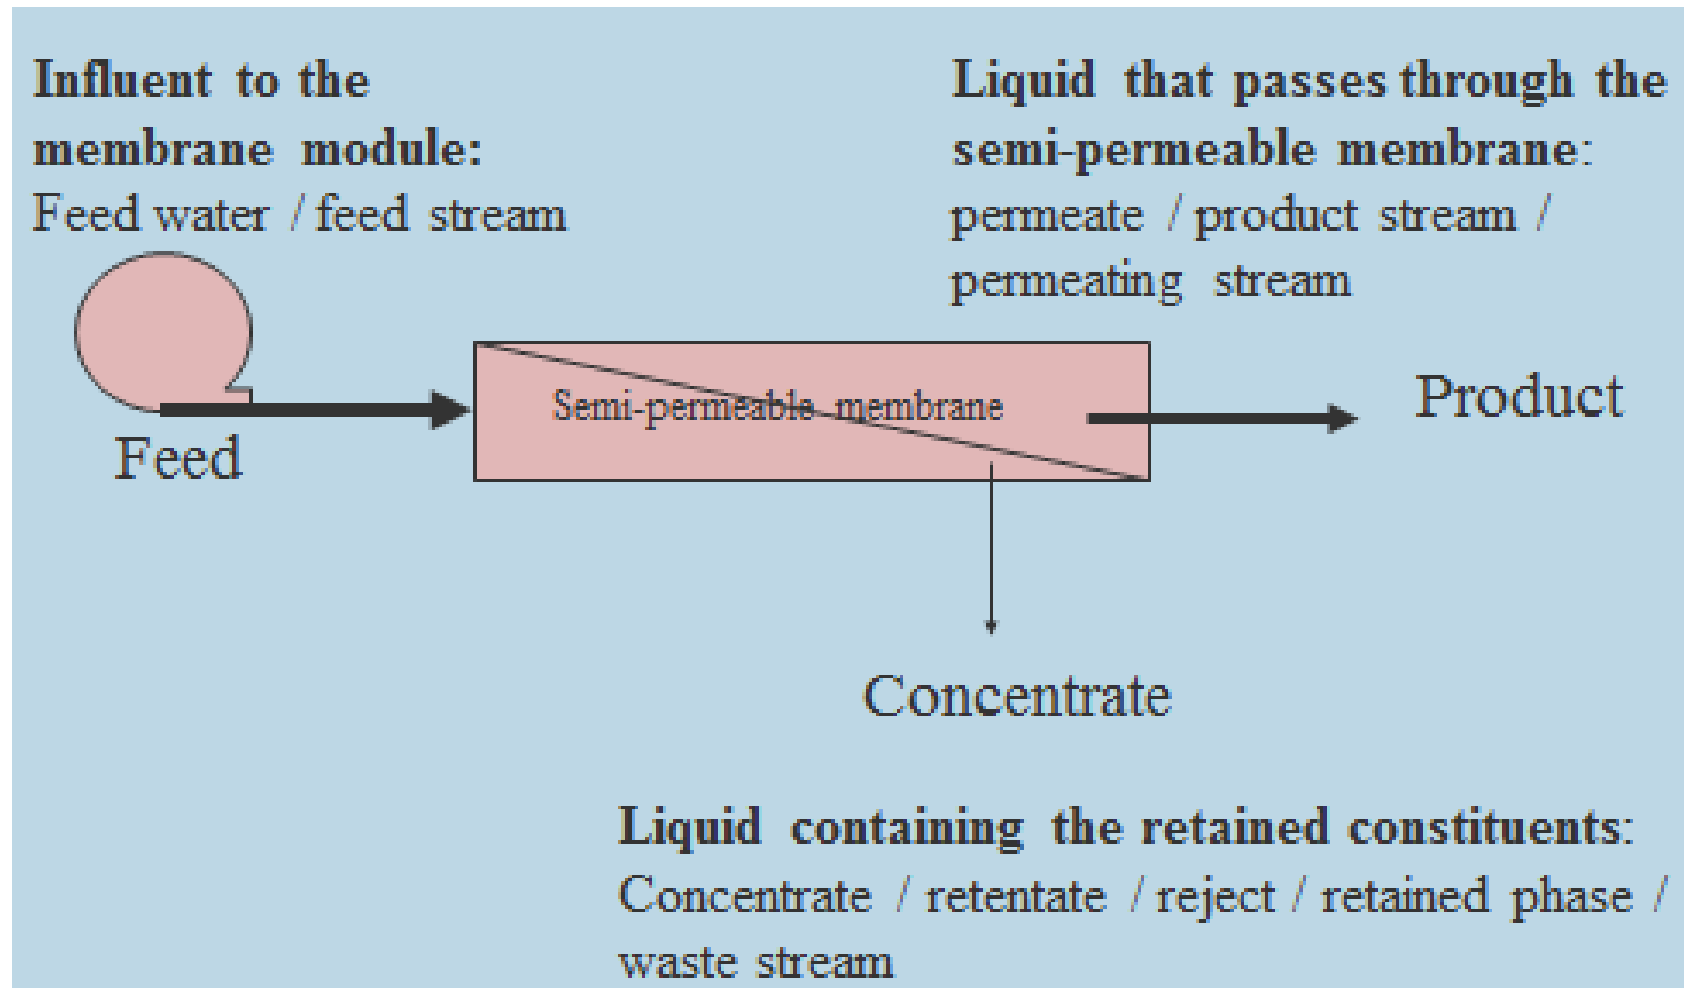 Influent to the
membrane module:
Feed water / feed stream
Liquid that passes through the
semi-permeable membrane:
permeate / product stream /
permeating stream
Feed
Semi-permeable membrane
Product
Concentrate
Liquid containing the retained constituents:
Concentrate / retentate / reject / retained phase /
waste stream